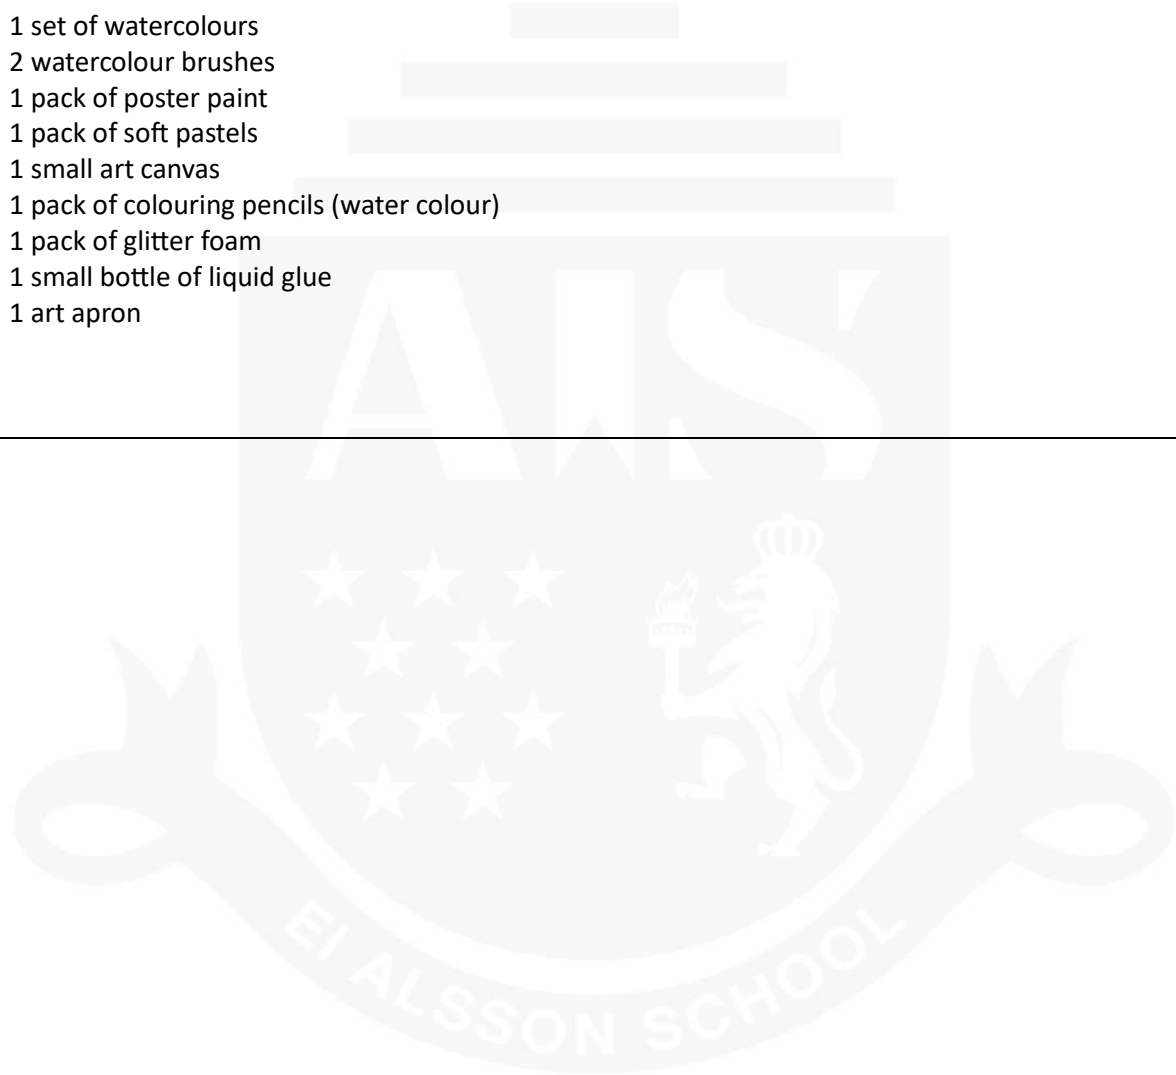 1 set of watercolours
2 watercolour brushes
1 pack of poster paint
1 pack of soft pastels
1 small art canvas
1 pack of colouring pencils (water colour)
1 pack of glitter foam
1 small bottle of liquid glue
1 art apron
AIS
El ALSSON SCHOOL